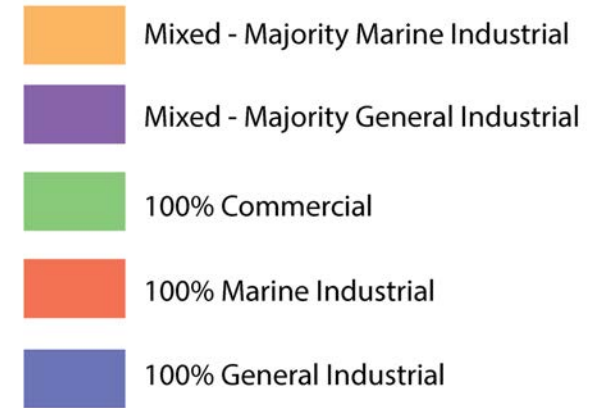 Mixed - Majority Marine Industrial
Mixed - Majority General Industrial
100% Commercial
100% Marine Industrial
100% General Industrial